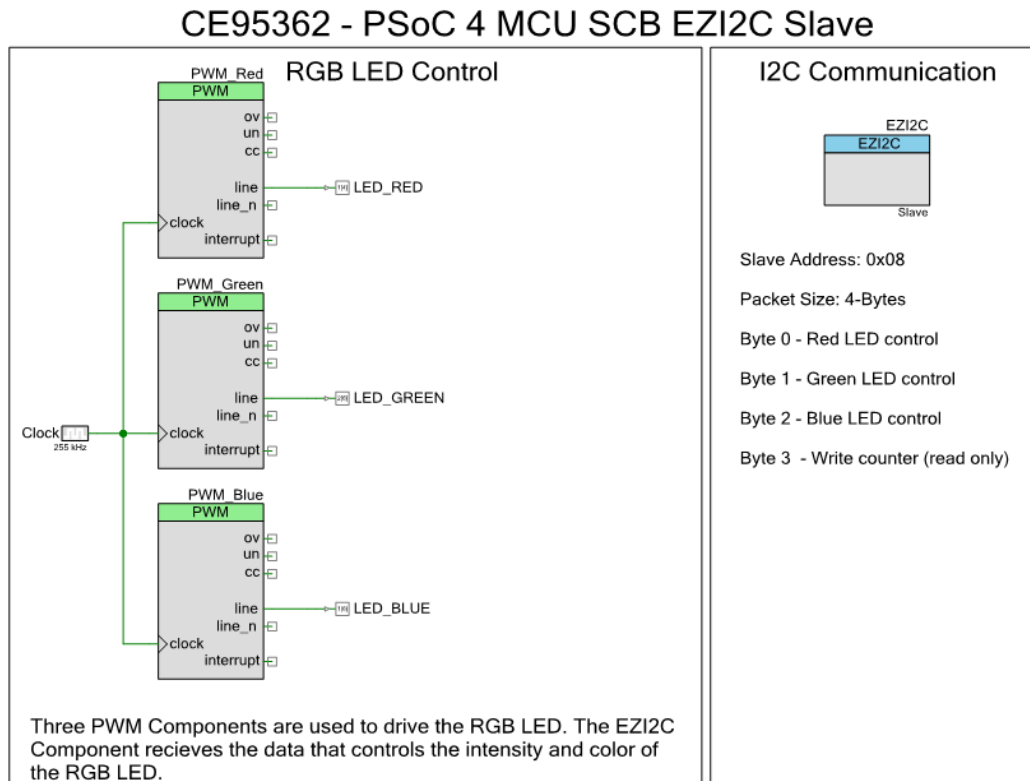 CE95362 - PSoC 4 MCU SCB EZI2C Slave
RGB LED Control
PWM_Red
PWM
ov
un
cc
line
LED_RED
line_n
clock
interrupt
PWM_Green
PWM
ov
un
cc
line
LED_GREEN
line_n
Clock
255 kHz
clock
interrupt
PWM_Blue
PWM
ov
un
cc
line
LED_BLUE
line_n
clock
interrupt
Three PWM Components are used to drive the RGB LED. The EZI2C
Component recieves the data that controls the intensity and color of
the RGB LED.
I2C Communication
EZI2C
EZI2C
Slave
Slave Address: 0x08
Packet Size: 4-Bytes
Byte 0 - Red LED control
Byte 1 - Green LED control
Byte 2 - Blue LED control
Byte 3 - Write counter (read only)